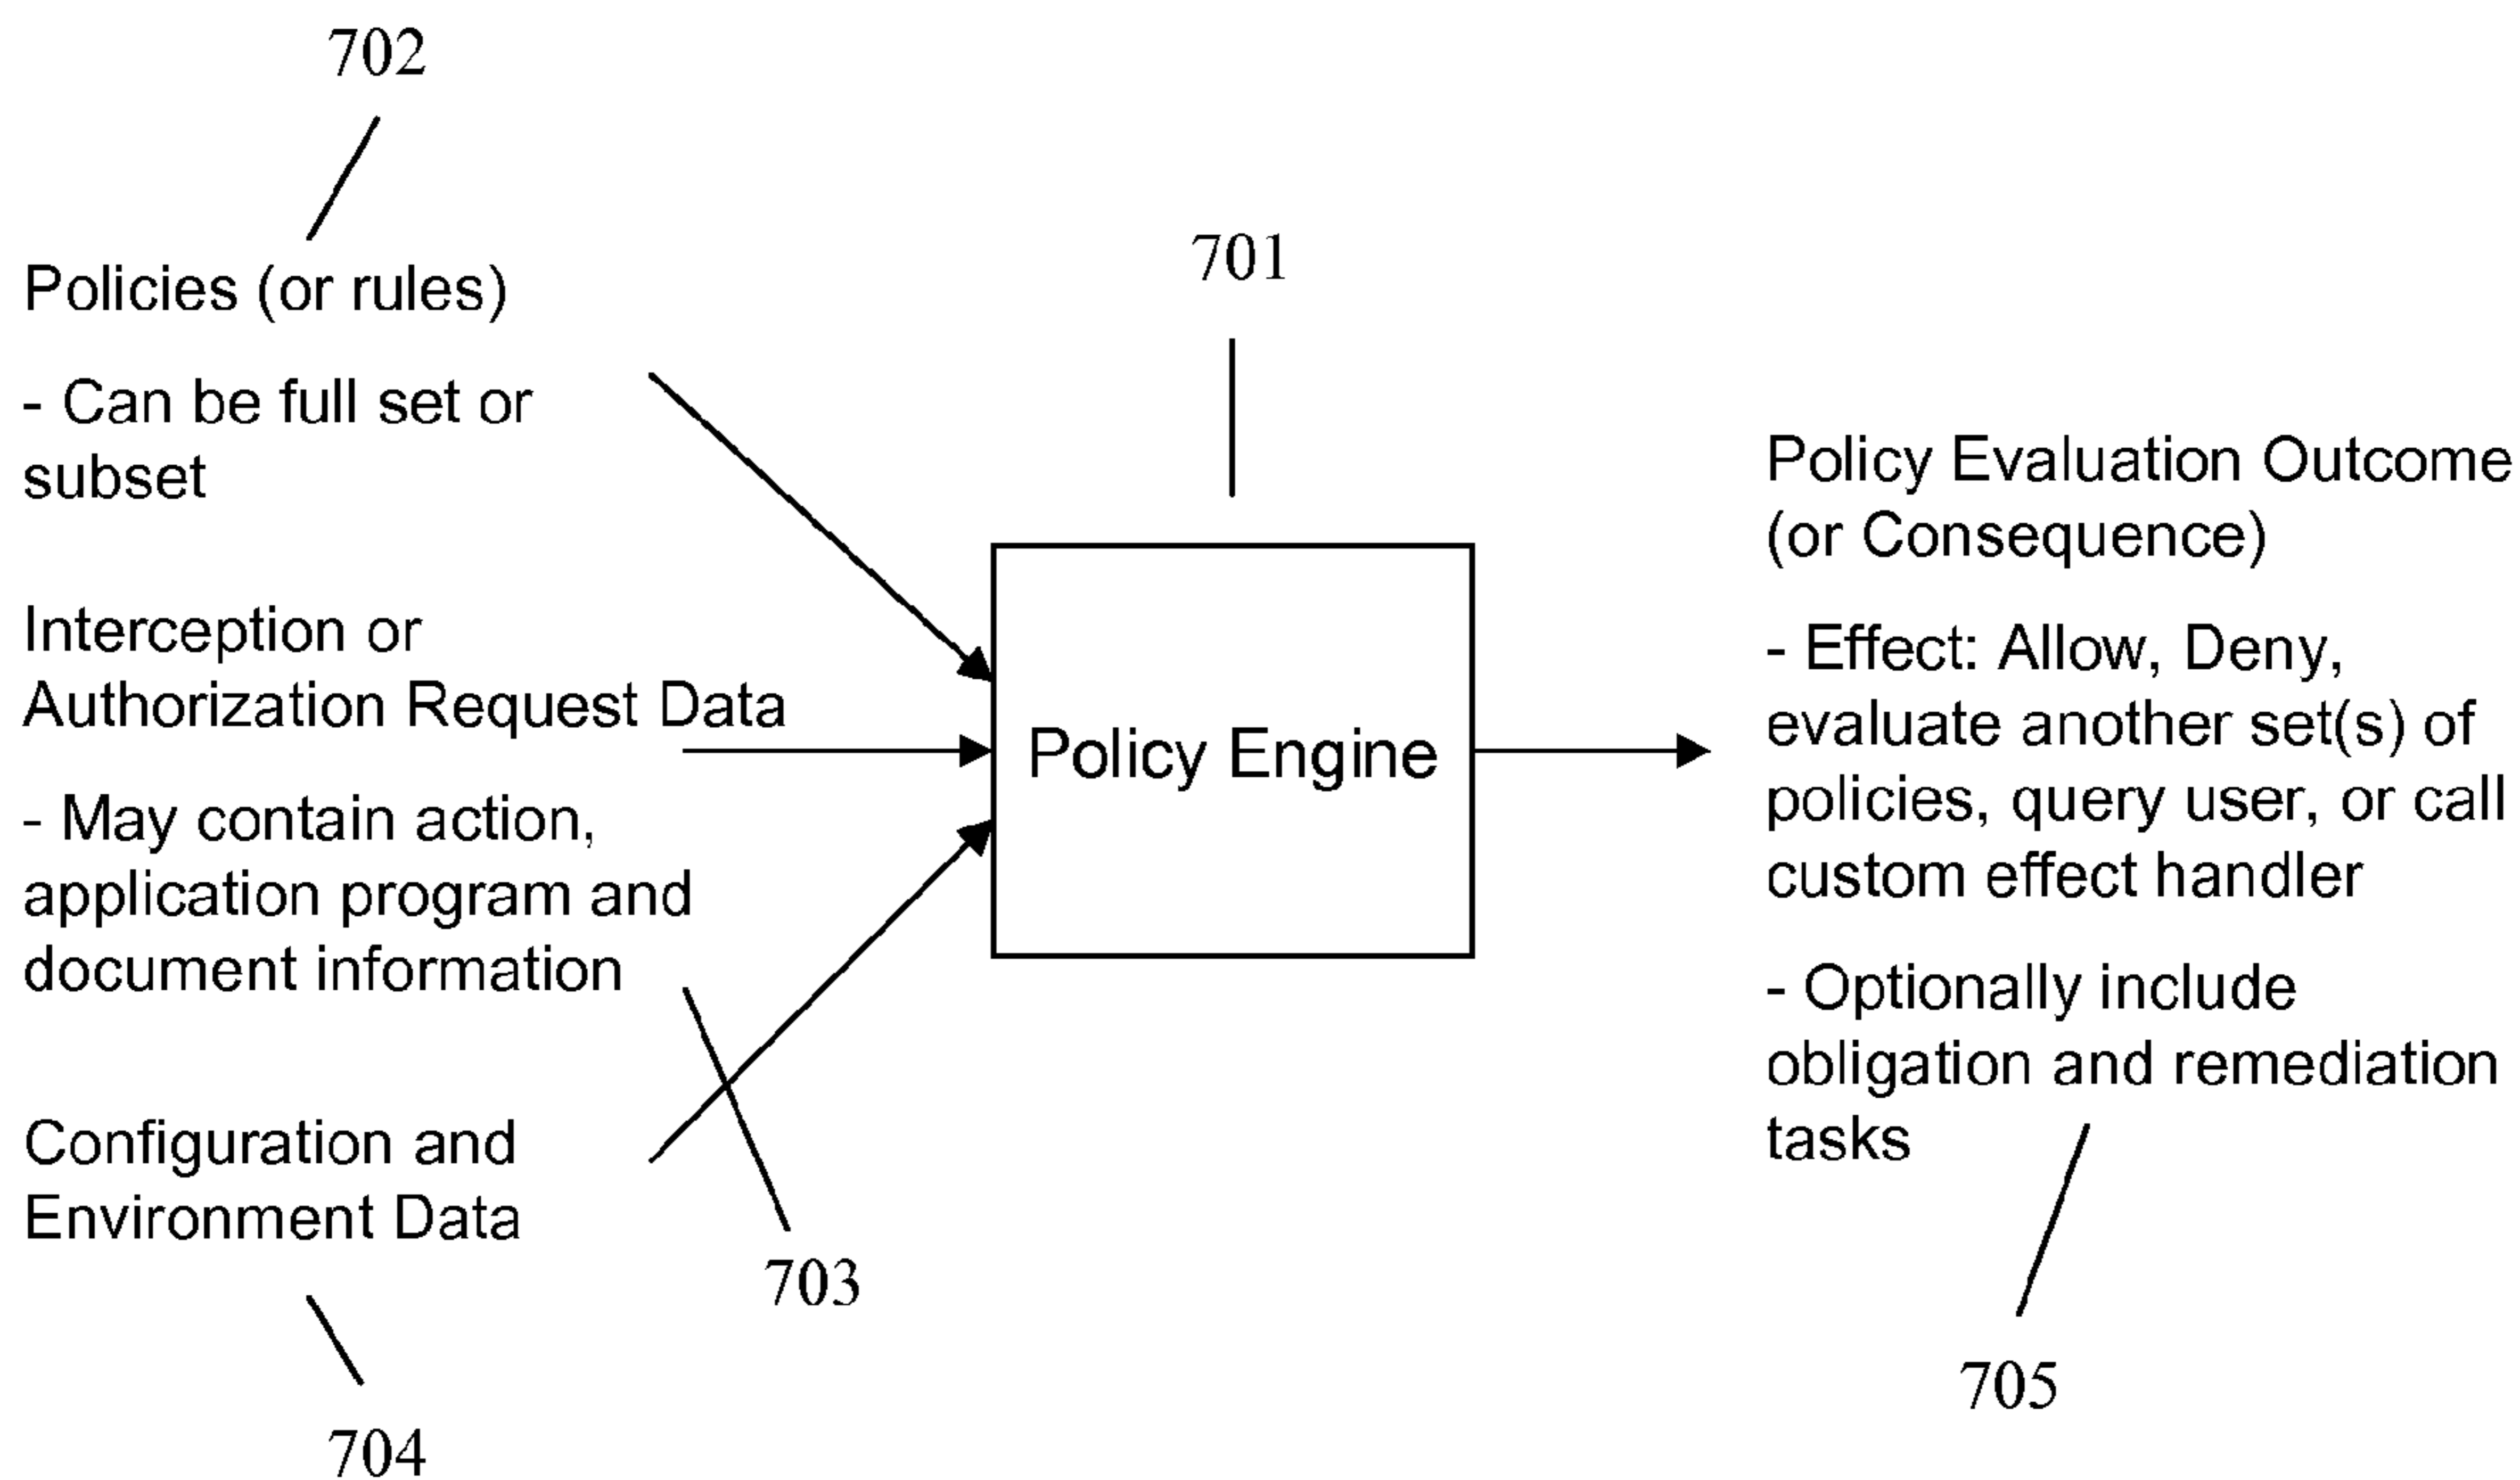 702
Policies (or rules)
- Can be full set or
subset
Interception or
Authorization Request Data
- May contain action,
application program and
document information
703
Configuration and
Environment Data
704
701
Policy Engine
Policy Evaluation Outcome
(or Consequence)
- Effect: Allow, Deny,
evaluate another set(s) of
policies, query user, or call
custom effect handler
- Optionally include
obligation and remediation
tasks
705